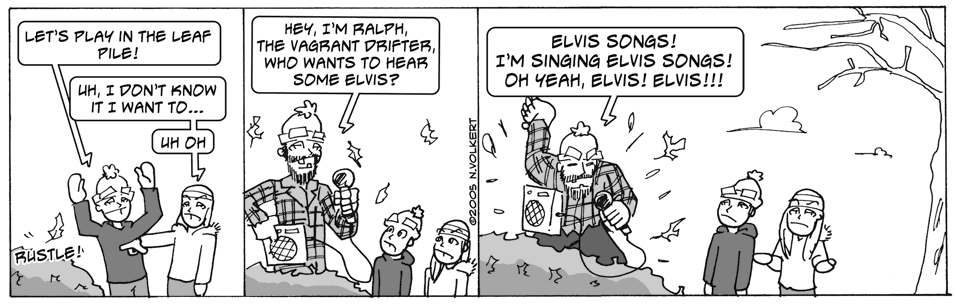 LET'S PLAY IN THE LEAF
PILE!
UH, I DON'T KNOW
IT I WANT TO...
UH OH
RUSTLE!
HEY, I'M RALPH,
THE VAGRANT DRIFTER,
WHO WANTS TO HEAR
SOME ELVIS?
ELVIS SONGS!
I'M SINGING ELVIS SONGS!
OH YEAH, ELVIS! ELVIS!!!
©2005 N.VOLKERT